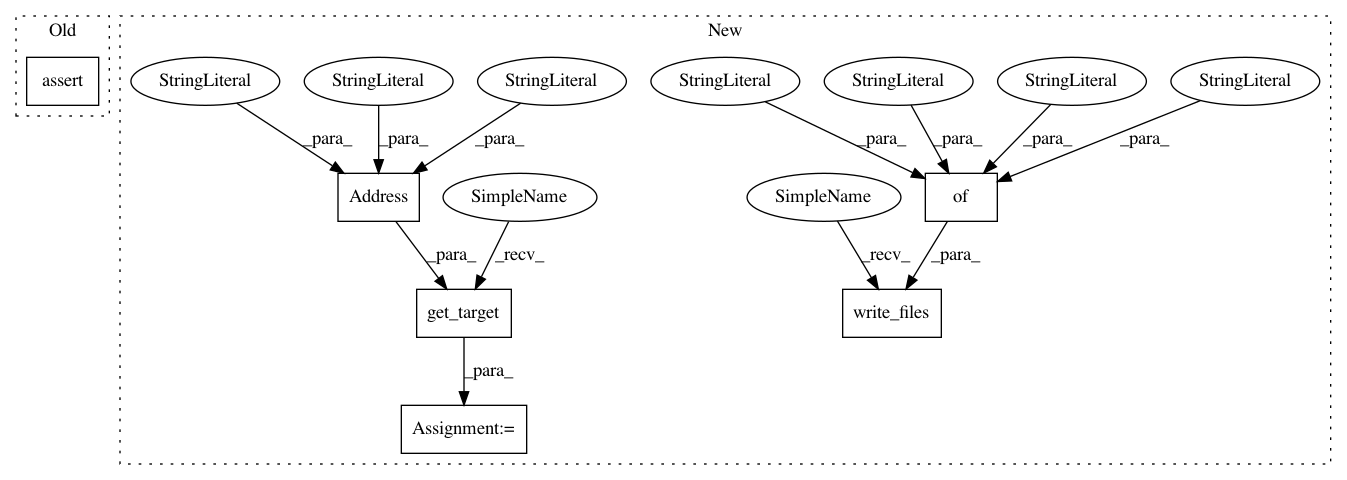 Old
New
assert
StringLiteral
StringLiteral
StringLiteral
StringLiteral
StringLiteral
StringLiteral
StringLiteral
_para_
_para_
_para_
_para_
_para_
_para_
_para_
Address
SimpleName
SimpleName
of
_para_
_recv_
_recv_
_para_
get_target
write_files
_para_
Assignment:=